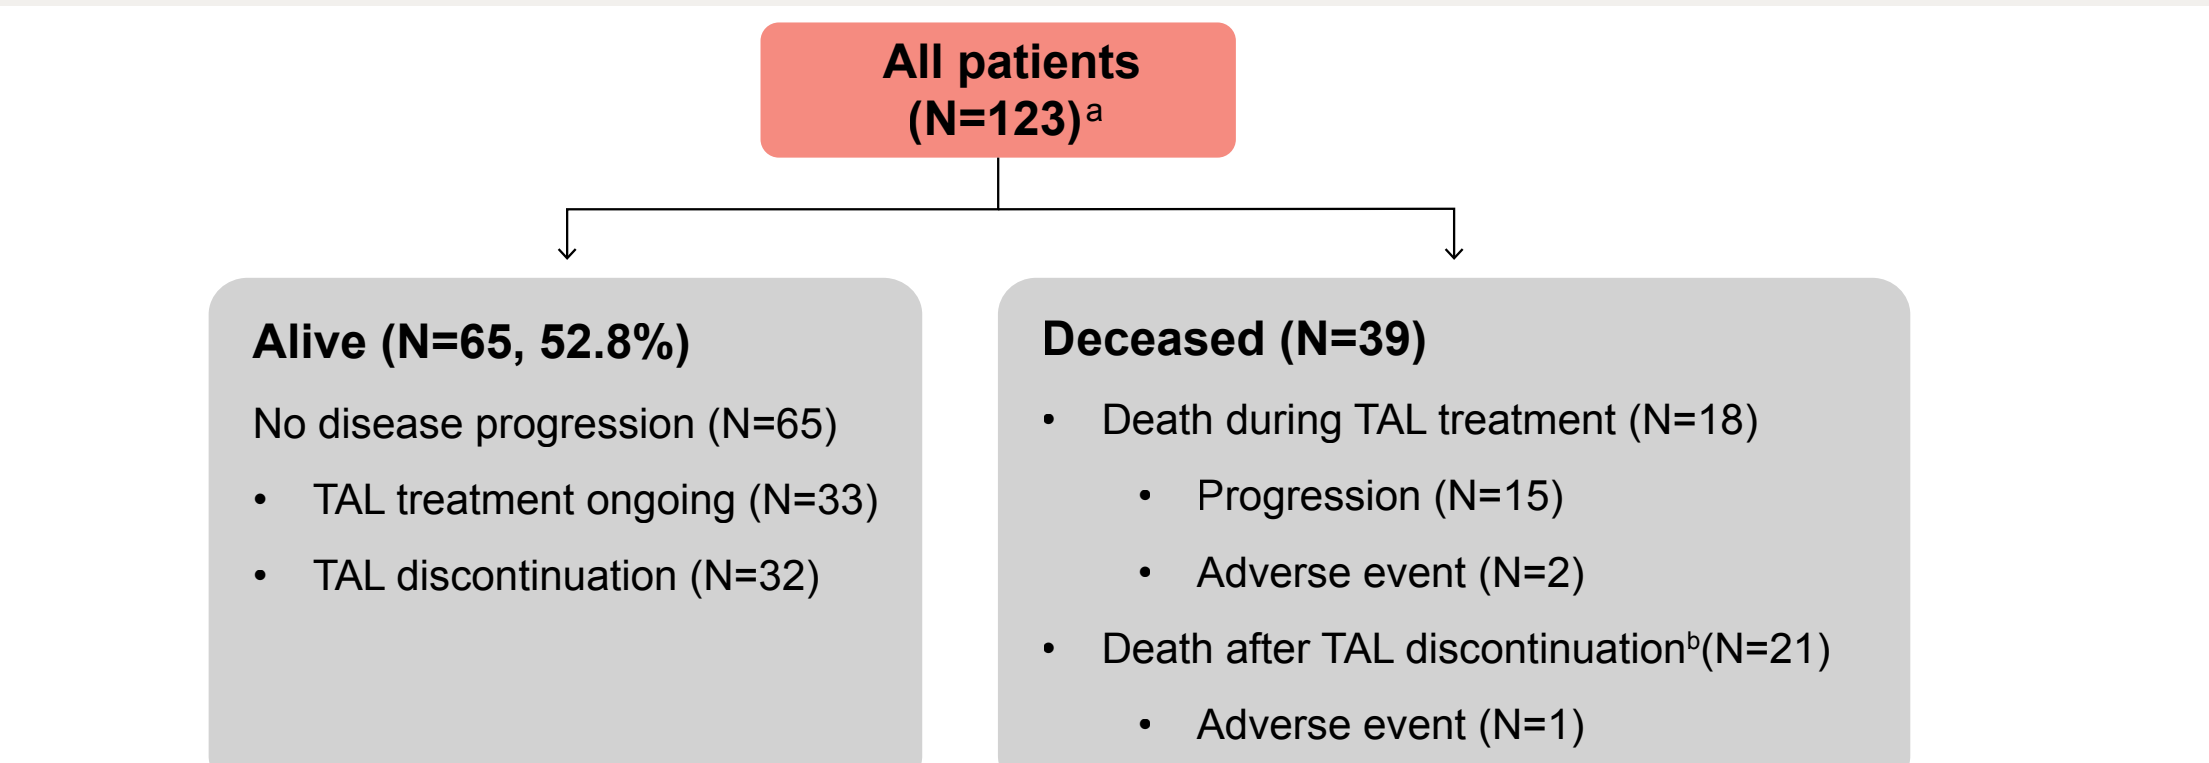 All patients
(N=123)a
Alive (N=65, 52.8%)
No disease progression (N=65)
• TAL treatment ongoing (N=33)
• TAL discontinuation (N=32)
Deceased (N=39)
• Death during TAL treatment (N=18)
• Progression (N=15)
• Adverse event (N=2)
• Death after TAL discontinuationb(N=21)
• Adverse event (N=1)